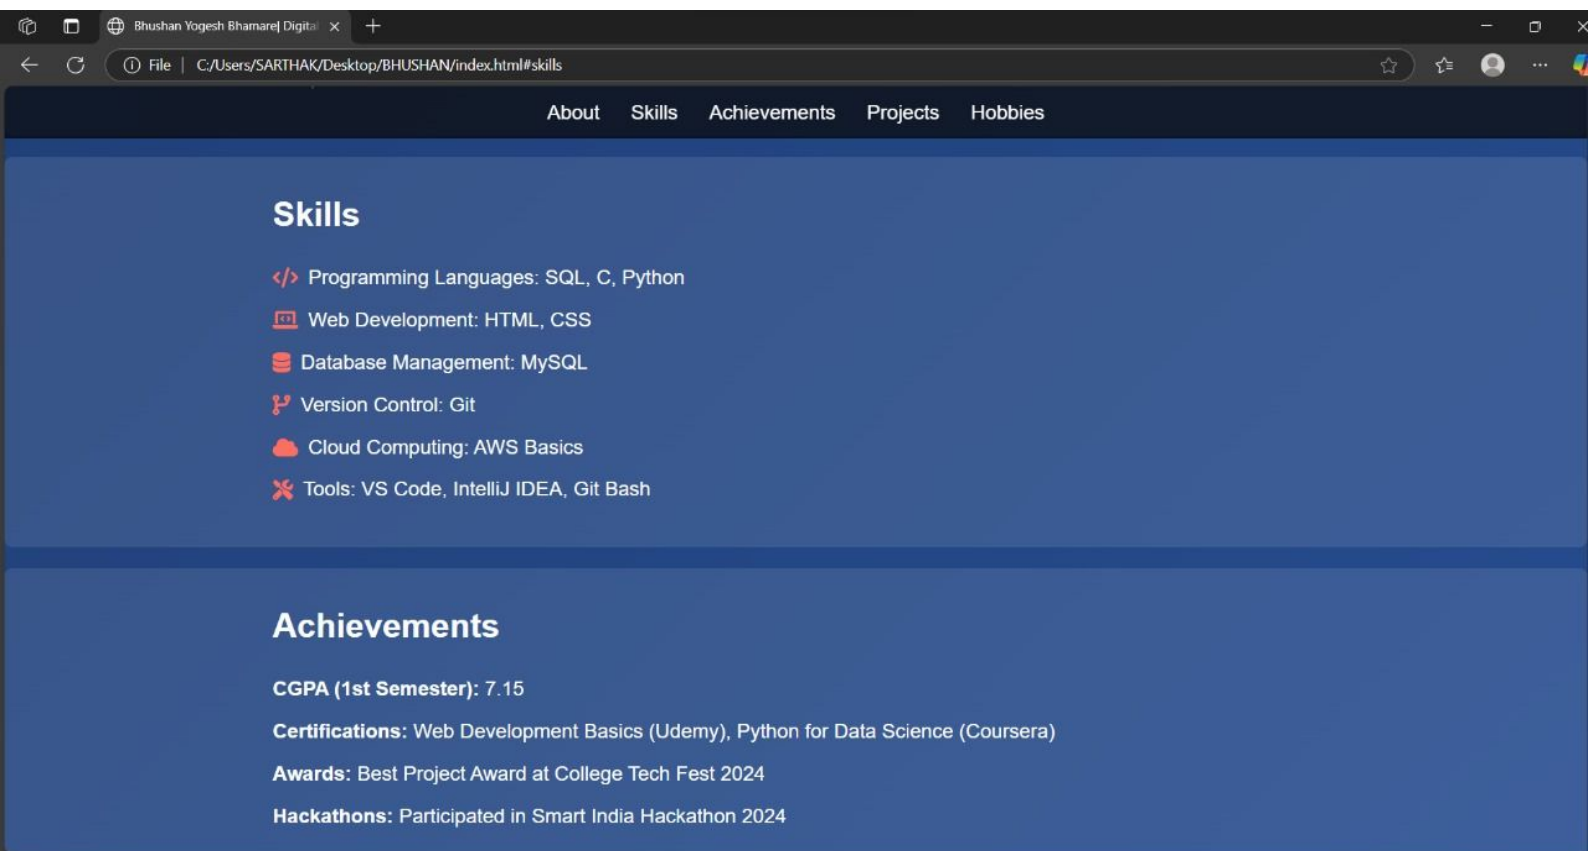 Bhushan Yogesh Bhamare| Digital
File | C:/Users/SARTHAK/Desktop/BHUSHAN/index.html#skills
About Skills Achievements Projects Hobbies
Skills
Programming Languages: SQL, C, Python
Web Development: HTML, CSS
Database Management: MySQL
Version Control: Git
Cloud Computing: AWS Basics
Tools: VS Code, IntelliJ IDEA, Git Bash
Achievements
CGPA (1st Semester): 7.15
Certifications: Web Development Basics (Udemy), Python for Data Science (Coursera)
Awards: Best Project Award at College Tech Fest 2024
Hackathons: Participated in Smart India Hackathon 2024